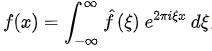 f(x) = ∫_{-∞}^{∞} f̂(ξ) e^{2πiξx} dξ